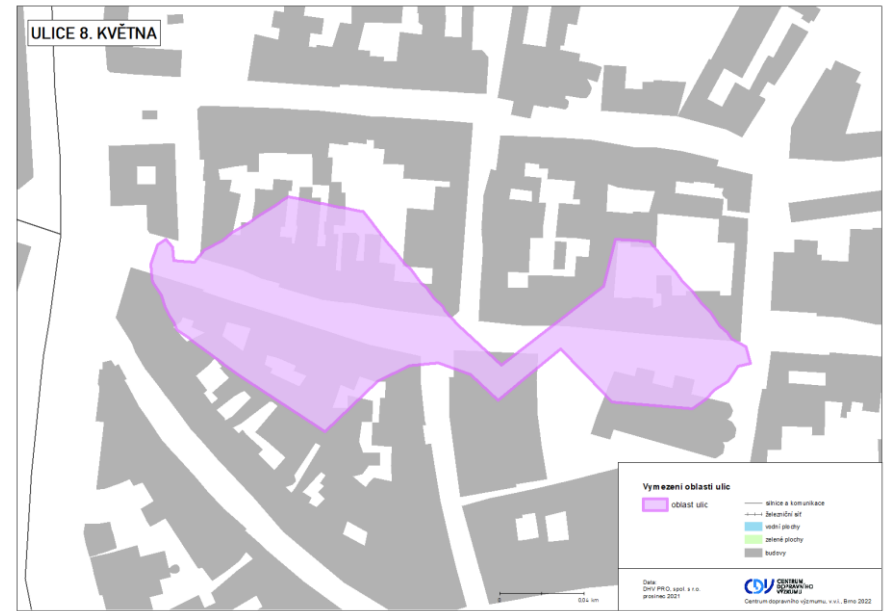 ULICE 8. KVĚTNA
Vymezení oblasti ulic
oblast ulic
silnice a komunikace
železniční síť
vodní plochy
zelené plochy
budovy
0
0,04 km
Data:
DHV PRO, spol. s r.o.
prosinec 2021
CDV
CENTRUM
DOPRAVNÍHO
VÝZKUMU
Centrum dopravního výzkumu, v.v.i., Brno 2022